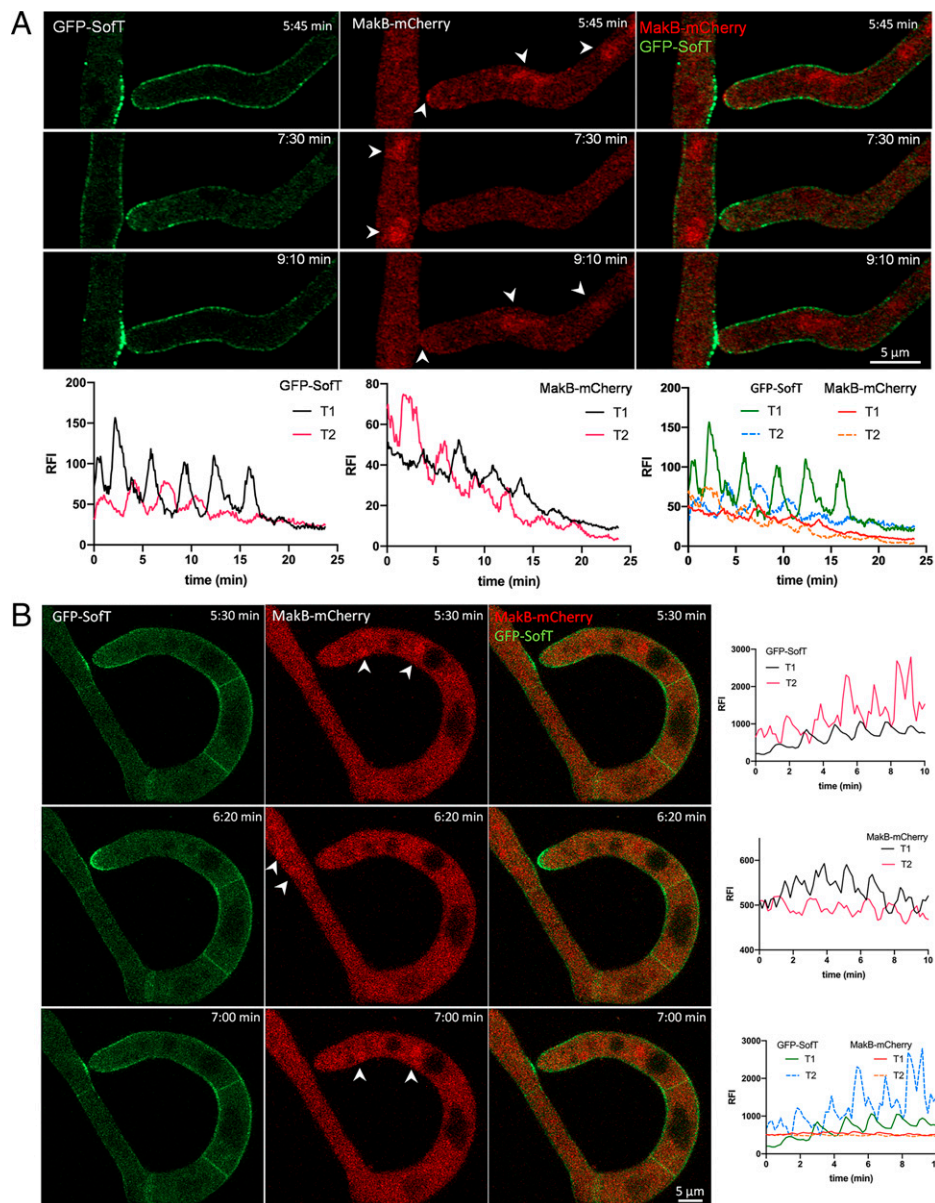 A
GFP-SofT
5:45 min
MakB-mCherry
5:45 min
MakB-mCherry
GFP-SofT
5:45 min
7:30 min
7:30 min
7:30 min
9:10 min
9:10 min
9:10 min
5 µm
200
150
100
50
0
RFI
GFP-SofT
T1
T2
0 5 10 15 20 25
time (min)
80
60
40
20
0
RFI
MakB-mCherry
T1
T2
0 5 10 15 20 25
time (min)
200
150
100
50
0
RFI
GFP-SofT MakB-mCherry
T1 T1
T2 T2
0 5 10 15 20 25
time (min)
B
GFP-SofT
5:30 min
MakB-mCherry
5:30 min
MakB-mCherry
GFP-SofT
5:30 min
3000
2000
1000
0
RFI
GFP-SofT
T1
T2
0 2 4 6 8 10
time (min)
6:20 min
6:20 min
6:20 min
600
500
400
RFI
MakB-mCherry
T1
T2
0 2 4 6 8 10
time (min)
7:00 min
7:00 min
7:00 min
5 µm
3000
2000
1000
0
RFI
GFP-SofT MakB-mCherry
T1 T1
T2 T2
0 2 4 6 8 10
time (min)